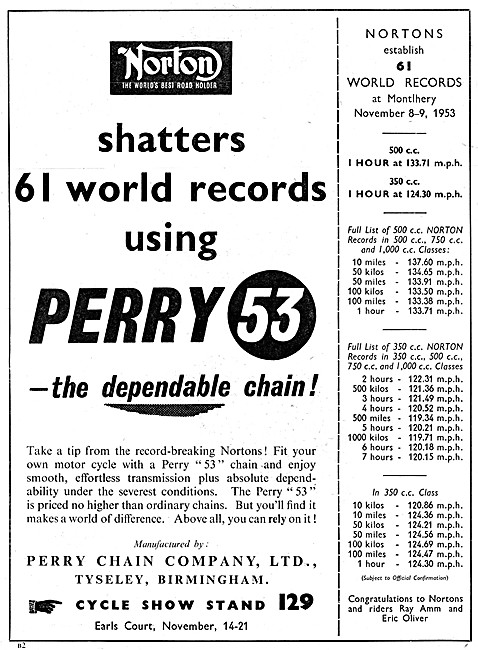 Norton
THE WORLD'S BEST ROAD HOLDER
shatters
61 world records
using
PERRY 53
—the dependable chain!
Take a tip from the record-breaking Nortons! Fit your
own motor cycle with a Perry "53" chain and enjoy
smooth, effortless transmission plus absolute depend-
ability under the severest conditions. The Perry "53"
is priced no higher than ordinary chains. But you'll find it
makes a world of difference. Above all, you can rely on it!
Manufactured by:
PERRY CHAIN COMPANY, LTD.,
TYSELEY, BIRMINGHAM.
CYCLE SHOW STAND 129
Earls Court, November, 14-21
B2
NORTONS
establish
61
WORLD RECORDS
at Montlhery
November 8-9, 1953
500 c.c.
1 HOUR at 133.71 m.p.h.
350 c.c.
1 HOUR at 124.30 m.p.h.
Full List of 500 c.c. NORTON
Records in 500 c.c., 750 c.c.
and 1,000 c.c. Classes:
10 miles - 137.60 m.p.h.
50 kilos - 134.65 m.p.h.
50 miles - 133.91 m.p.h.
100 kilos - 133.50 m.p.h.
100 miles - 133.38 m.p.h.
1 hour - 133.71 m.p.h.
Full List of 350 c.c. NORTON
Records in 350 c.c., 500 c.c.,
750 c.c. and 1,000 c.c. Classes
2 hours - 122.31 m.p.h.
500 kilos - 121.36 m.p.h.
3 hours - 121.49 m.p.h.
4 hours - 120.52 m.p.h.
500 miles - 119.34 m.p.h.
5 hours - 120.21 m.p.h.
1000 kilos - 119.71 m.p.h.
6 hours - 120.18 m.p.h.
7 hours - 120.15 m.p.h.
In 350 c.c. Class
10 kilos - 120.86 m.p.h.
10 miles - 124.36 m.p.h.
50 kilos - 124.21 m.p.h.
50 miles - 124.56 m.p.h.
100 kilos - 124.69 m.p.h.
100 miles - 124.47 m.p.h.
1 hour - 124.30 m.p.h.
(Subject to Official Confirmation)
Congratulations to Nortons
and riders Ray Amm and
Eric Oliver